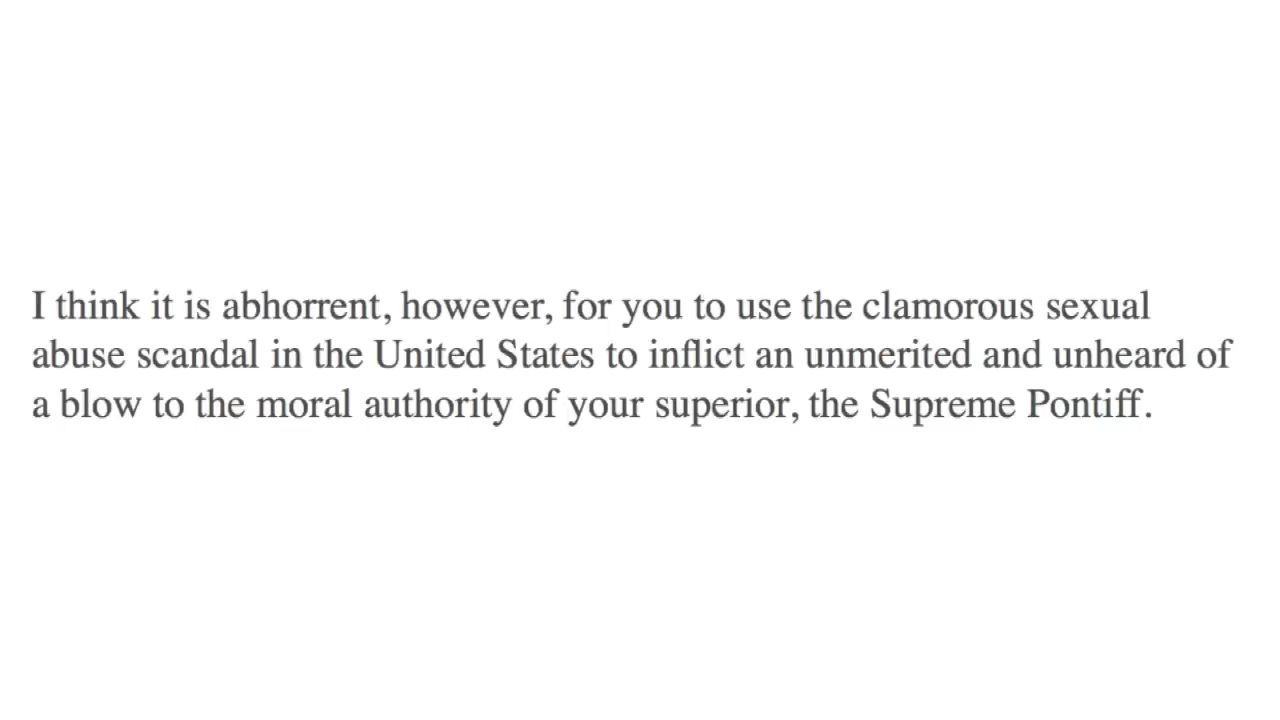 I think it is abhorrent, however, for you to use the clamorous sexual
abuse scandal in the United States to inflict an unmerited and unheard of
a blow to the moral authority of your superior, the Supreme Pontiff.